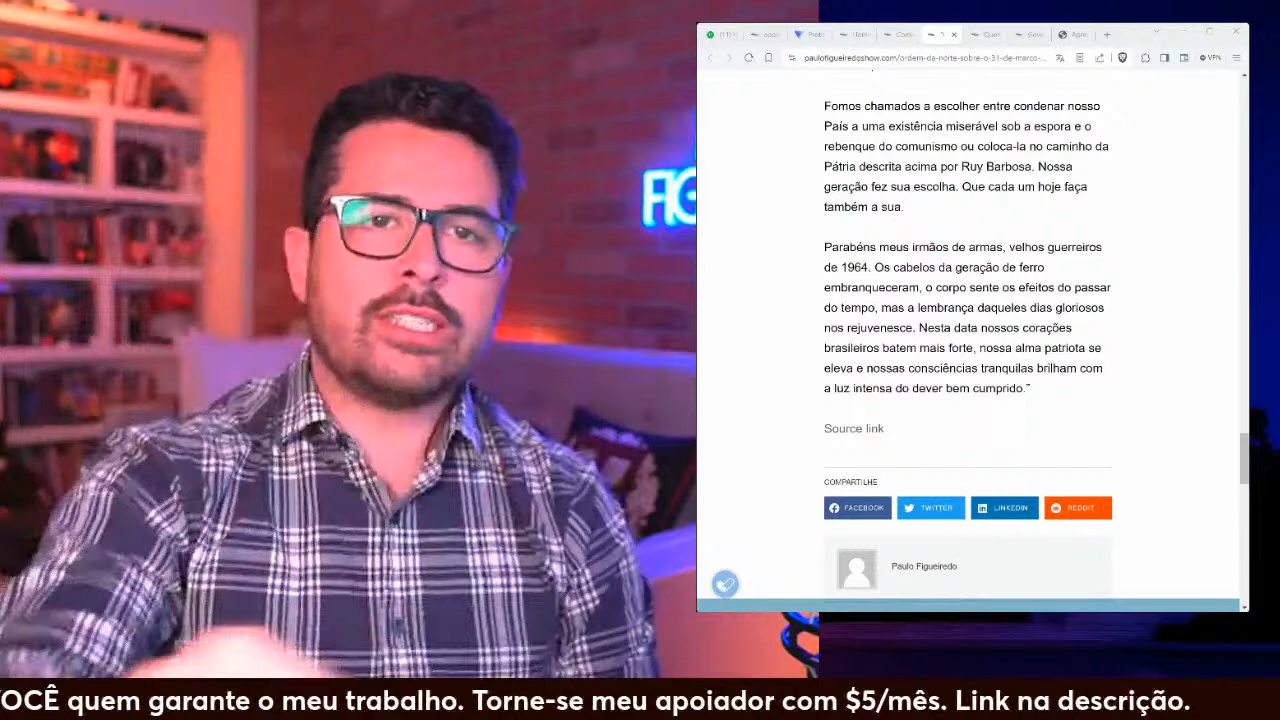 FIG
paulofigueiredoshow.com/ordem-da-noite-sobre-o-31-de-marco-...
VPN
Fomos chamados a escolher entre condenar nosso
País a uma existência miserável sob a espora e o
rebenque do comunismo ou coloca-la no caminho da
Pátria descrita acima por Ruy Barbosa. Nossa
geração fez sua escolha. Que cada um hoje faça
também a sua.
Parabéns meus irmãos de armas, velhos guerreiros
de 1964. Os cabelos da geração de ferro
embranqueceram, o corpo sente os efeitos do passar
do tempo, mas a lembrança daqueles dias gloriosos
nos rejuvenesce. Nesta data nossos corações
brasileiros batem mais forte, nossa alma patriota se
eleva e nossas consciências tranquilas brilham com
a luz intensa do dever bem cumprido.”
Source link
COMPARTILHE
FACEBOOK
TWITTER
LINKEDIN
REDDIT
Paulo Figueiredo
VOCÊ quem garante o meu trabalho. Torne-se meu apoiador com $5/mês. Link na descrição.